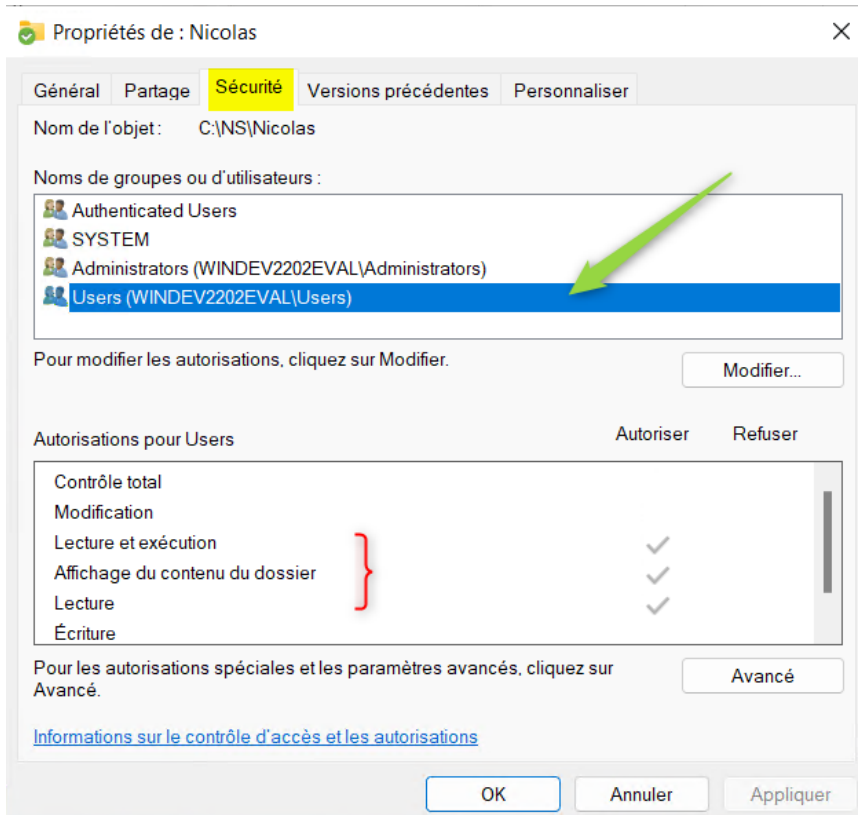 Propriétés de : Nicolas
Général Partage Sécurité Versions précédentes Personnaliser
Nom de l'objet : C:\NS\Nicolas
Noms de groupes ou d'utilisateurs :
Authenticated Users
SYSTEM
Administrators (WINDEV2202EVAL\Administrators)
Users (WINDEV2202EVAL\Users)
Pour modifier les autorisations, cliquez sur Modifier.
Modifier...
Autorisations pour Users Autoriser Refuser
Contrôle total
Modification
Lecture et exécution
Affichage du contenu du dossier
Lecture
Écriture
Pour les autorisations spéciales et les paramètres avancés, cliquez sur
Avancé.
Avancé
Informations sur le contrôle d'accès et les autorisations
OK Annuler Appliquer